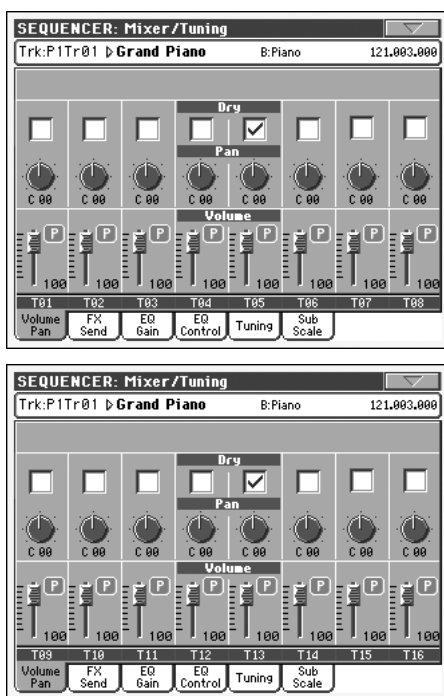 SEQUENCER: Mixer/Tuning
Trk:P1Tr01 Grand Piano B:Piano 121.003.000
Dry
Pan
C 00 C 00 C 00 C 00 C 00 C 00 C 00 C 00
Volume
P P P P P P P P
100 100 100 100 100 100 100 100
T01 T02 T03 T04 T05 T06 T07 T08
Volume Pan FX Send EQ Gain EQ Control Tuning Sub Scale
SEQUENCER: Mixer/Tuning
Trk:P1Tr01 Grand Piano B:Piano 121.003.000
Dry
Pan
C 00 C 00 C 00 C 00 C 00 C 00 C 00 C 00
Volume
P P P P P P P P
100 100 100 100 100 100 100 100
T09 T10 T11 T12 T13 T14 T15 T16
Volume Pan FX Send EQ Gain EQ Control Tuning Sub Scale